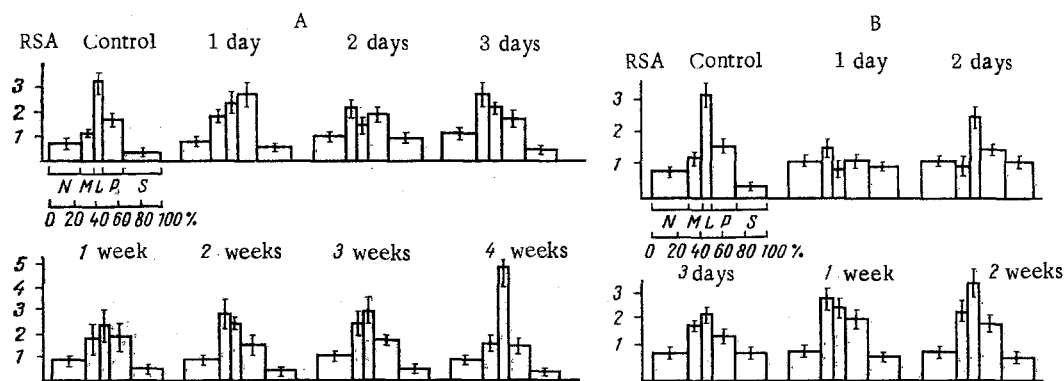 A
RSA Control 1 day 2 days 3 days
3
2
1
N M L P S
0 20 40 60 80 100 %
1 week 2 weeks 3 weeks 4 weeks
5
4
3
2
1
B
RSA Control 1 day 2 days
3
2
1
N M L P S
0 20 40 60 80 100 %
3 days 1 week 2 weeks
3
2
1